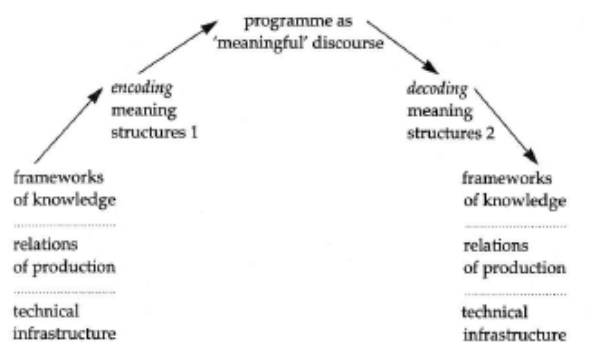 programme as
'meaningful' discourse
encoding
meaning
structures 1
decoding
meaning
structures 2
frameworks
of knowledge
relations
of production
technical
infrastructure
frameworks
of knowledge
relations
of production
technical
infrastructure